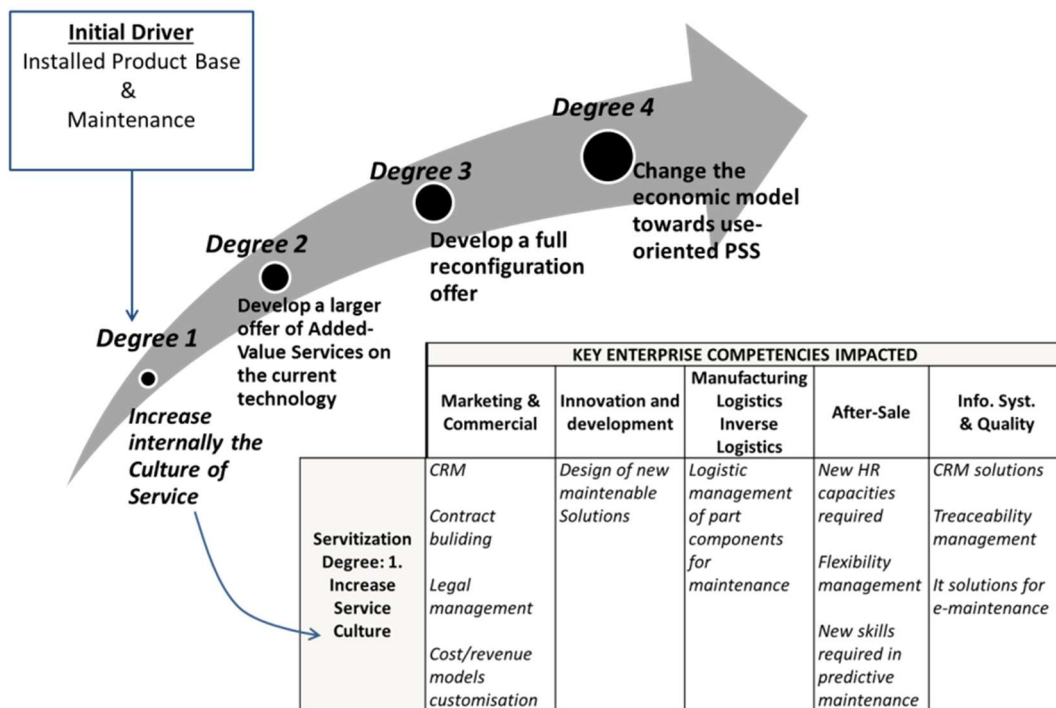 Initial Driver
Installed Product Base
&
Maintenance
Degree 1
Increase
internally the
Culture of
Service
Degree 2
Develop a larger
offer of Added-
Value Services on
the current
technology
Degree 3
Develop a full
reconfiguration
offer
Degree 4
Change the
economic model
towards use-
oriented PSS
KEY ENTERPRISE COMPETENCIES IMPACTED
Marketing &
Commercial
Innovation and
development
Manufacturing
Logistics
Inverse
Logistics
After-Sale
Info. Syst.
& Quality
Servitization
Degree: 1.
Increase
Service
Culture
CRM
Contract
buliding
Legal
management
Cost/revenue
models
customisation
Design of new
maintenable
Solutions
Logistic
management
of part
components
for
maintenance
New HR
capacities
required
Flexibility
management
New skills
required in
predictive
maintenance
CRM solutions
Treaceability
management
It solutions for
e-maintenance